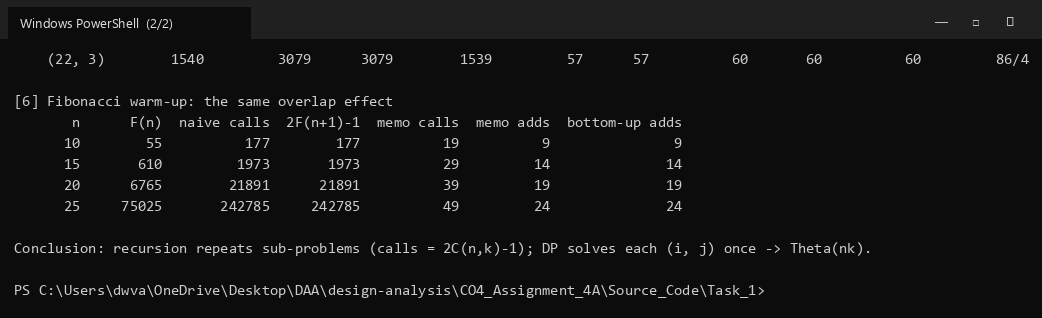 Windows PowerShell (2/2)
(22, 3) 1540 3079 3079 1539 57 57 60 60 60 86/4
[6] Fibonacci warm-up: the same overlap effect
n F(n) naive calls 2F(n+1)-1 memo calls memo adds bottom-up adds
10 55 177 177 19 9 9
15 610 1973 1973 29 14 14
20 6765 21891 21891 39 19 19
25 75025 242785 242785 49 24 24
Conclusion: recursion repeats sub-problems (calls = 2C(n,k)-1); DP solves each (i, j) once -> Theta(nk).
PS C:\Users\dwva\OneDrive\Desktop\DAA\design-analysis\CO4_Assignment_4A\Source_Code\Task_1>